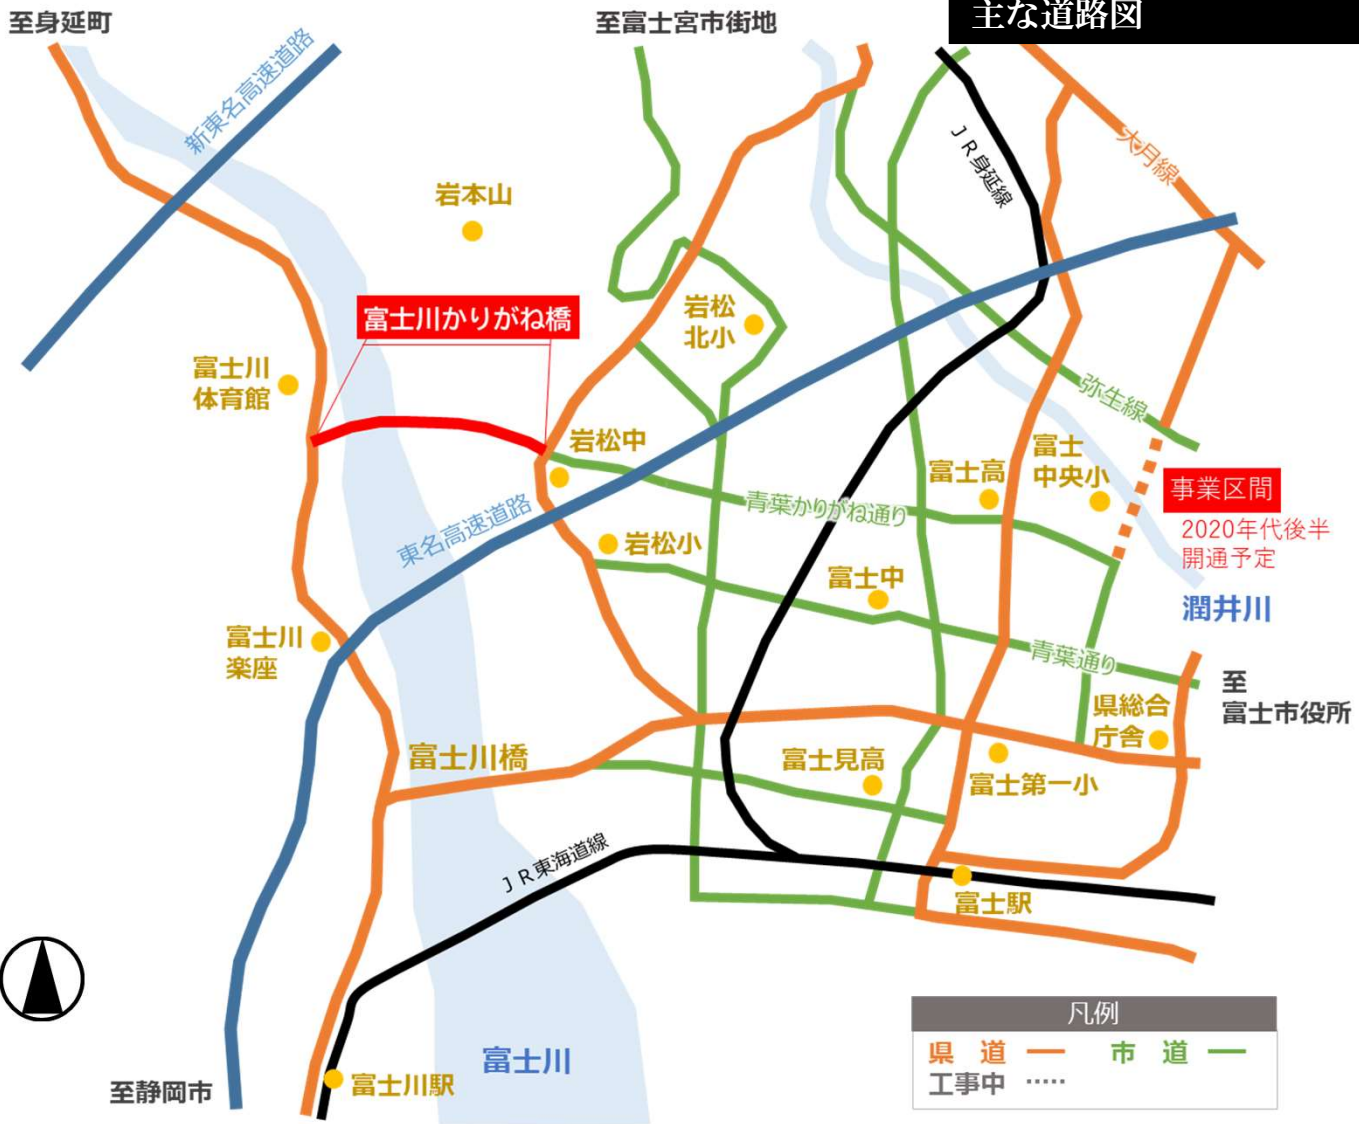 主な道路図
至身延町
至富士宮市街地
新東名高速道路
大月線
JR身延線
岩本山
岩松
北小
富士川かりがね橋
富士川
体育館
弥生線
岩松中
富士高
富士
中央小
事業区間
2020年代後半
開通予定
青葉かりがね通り
東名高速道路
岩松小
富士中
潤井川
富士川
楽座
青葉通り
至
富士市役所
県総合
庁舎
富士川橋
富士見高
富士第一小
JR東海道線
富士駅
富士川
富士川駅
至静岡市
凡例
県 道
市 道
工事中